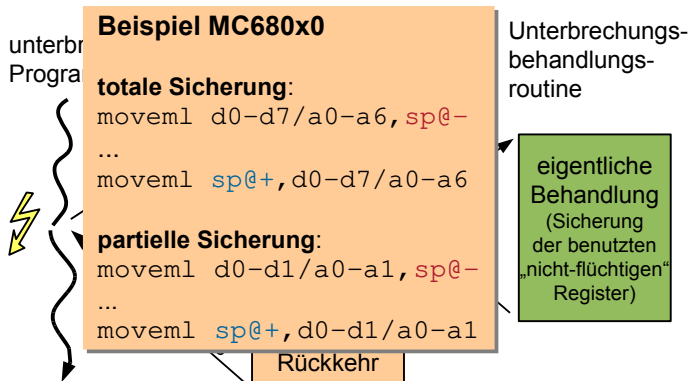 unterbr
Program
Beispiel MC680x0
totale Sicherung:
moveml d0-d7/a0-a6,sp@-
...
moveml sp@+,d0-d7/a0-a6
partielle Sicherung:
moveml d0-d1/a0-a1,sp@-
...
moveml sp@+,d0-d1/a0-a1
Rückkehr
Unterbrechungs-
behandlungs-
routine
eigentliche
Behandlung
(Sicherung
der benutzten
„nicht-flüchtigen“
Register)